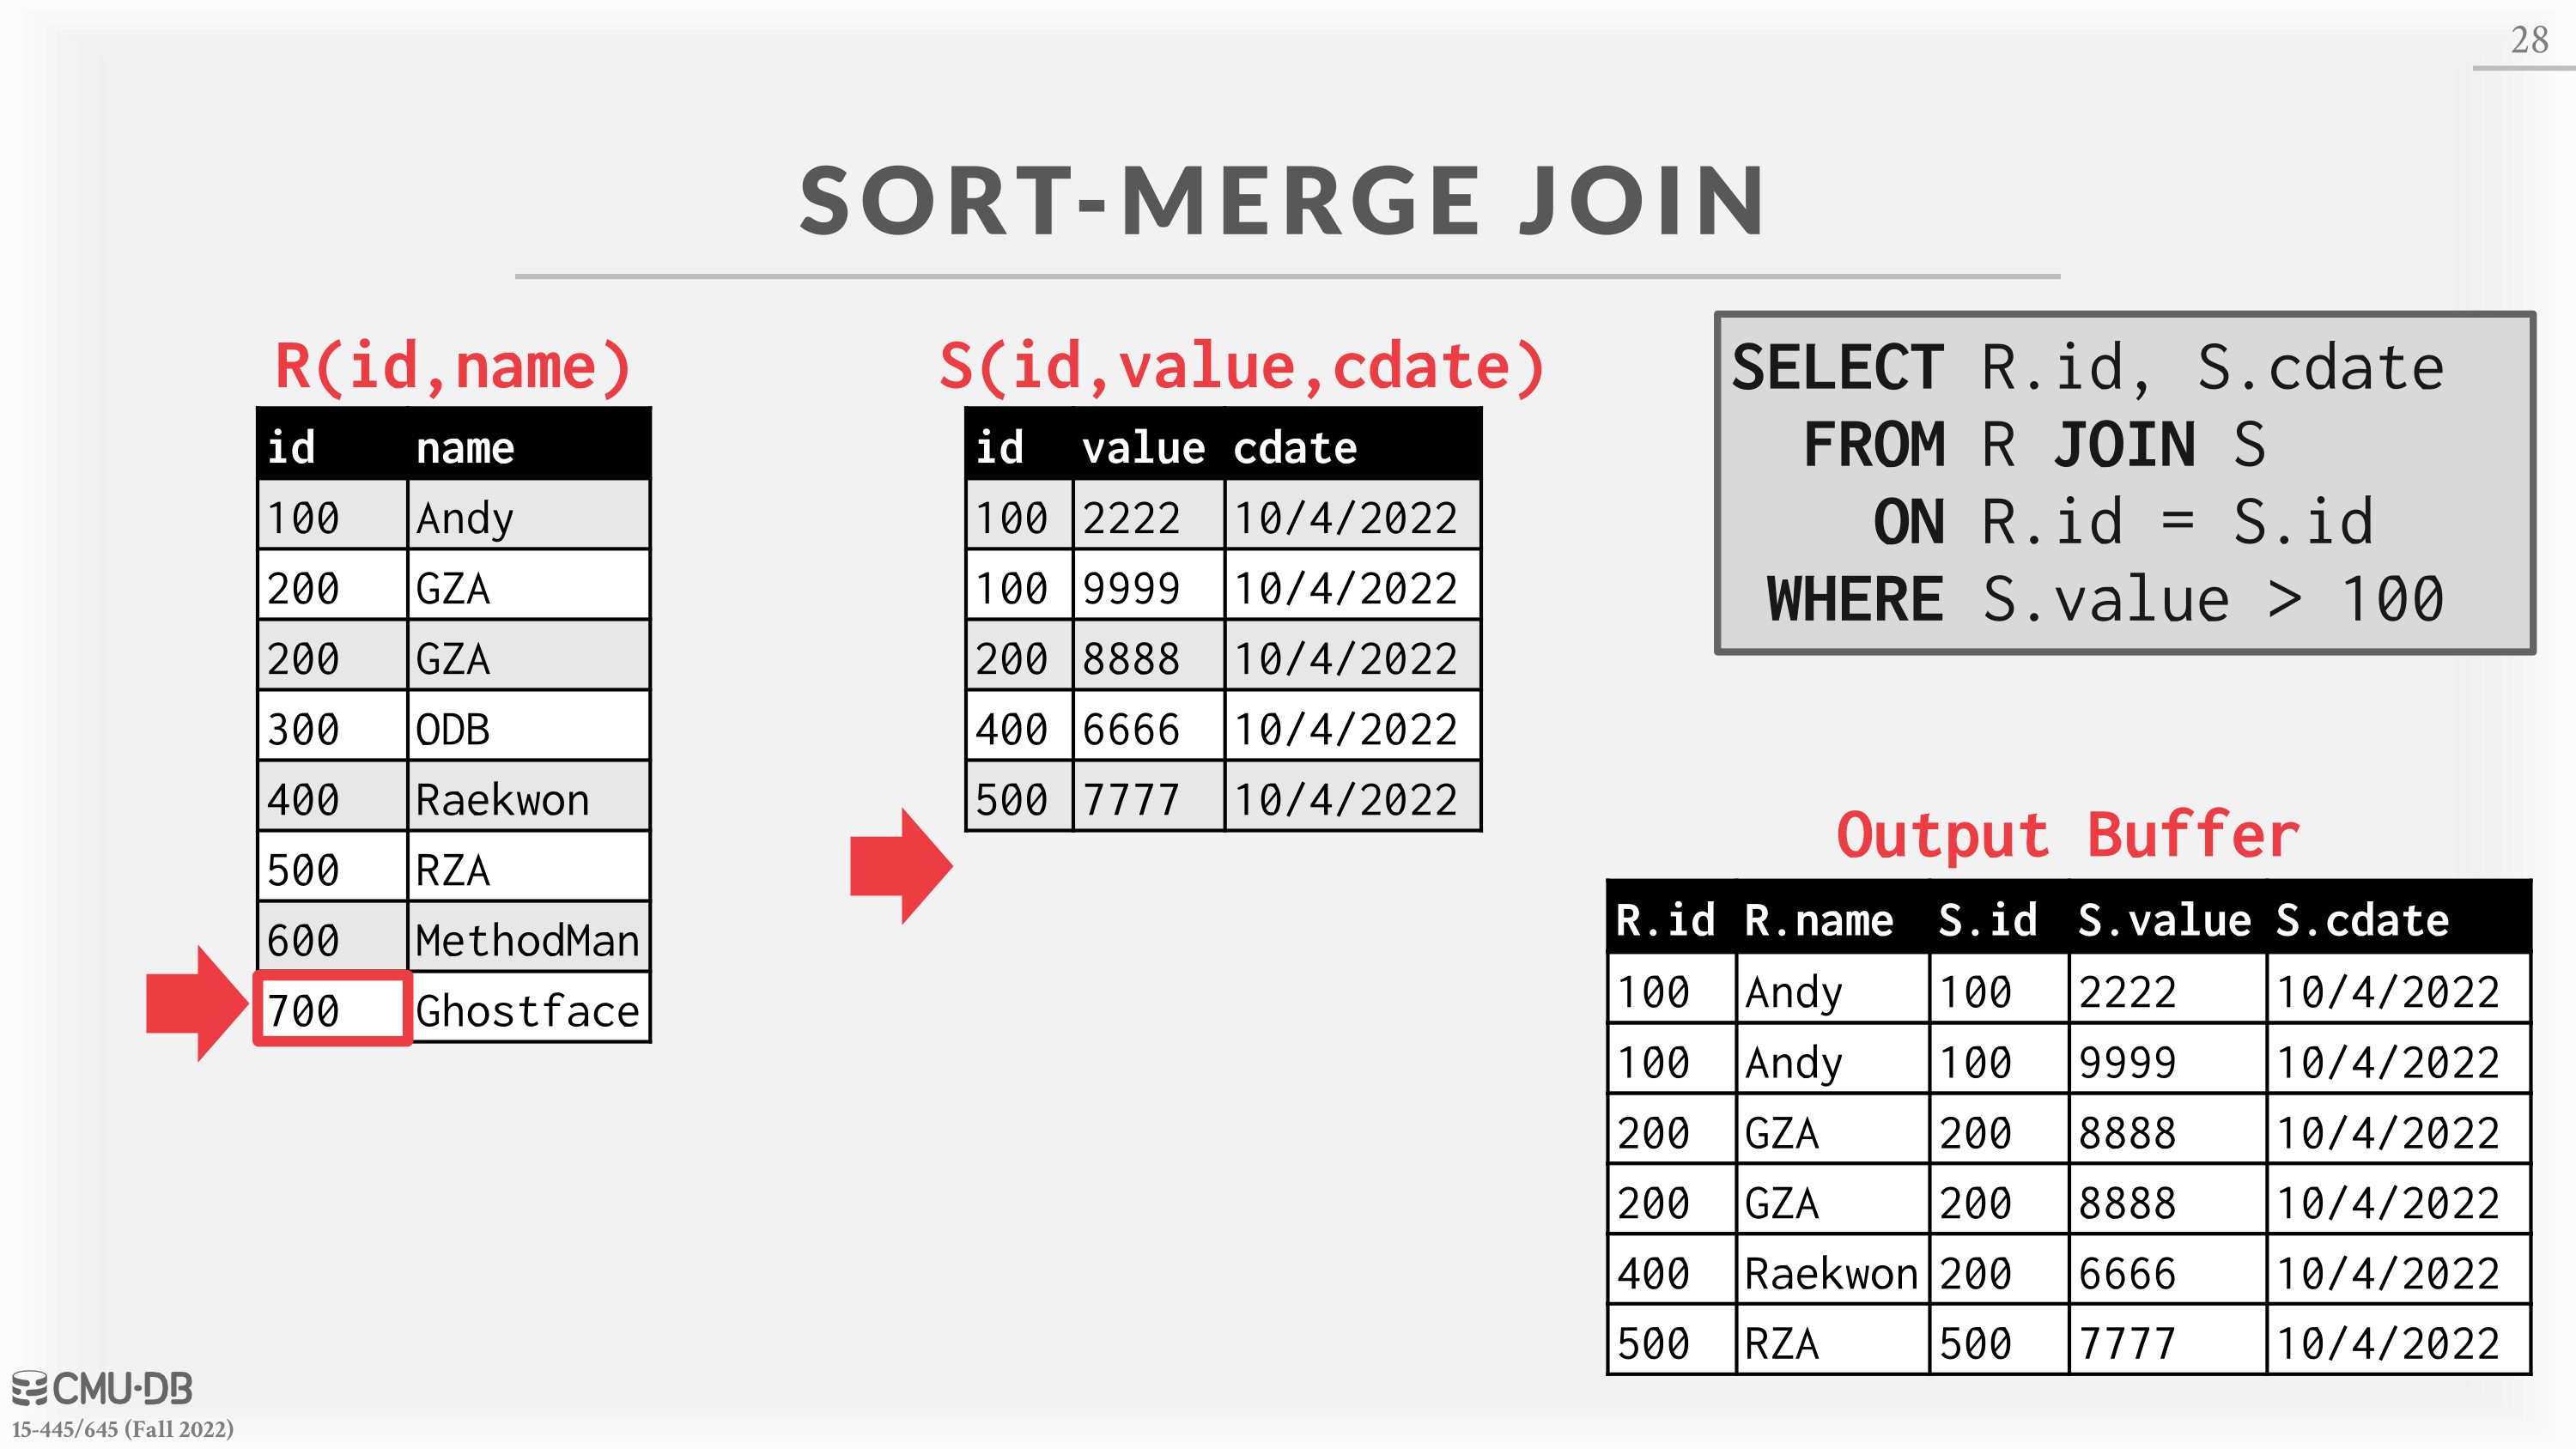 28
SORT-MERGE JOIN
R(id,name)
id name
100 Andy
200 GZA
200 GZA
300 ODB
400 Raekwon
500 RZA
600 MethodMan
700 Ghostface
S(id,value,cdate)
id value cdate
100 2222 10/4/2022
100 9999 10/4/2022
200 8888 10/4/2022
400 6666 10/4/2022
500 7777 10/4/2022
SELECT R.id, S.cdate
FROM R JOIN S
ON R.id = S.id
WHERE S.value > 100
Output Buffer
R.id R.name S.id S.value S.cdate
100 Andy 100 2222 10/4/2022
100 Andy 100 9999 10/4/2022
200 GZA 200 8888 10/4/2022
200 GZA 200 8888 10/4/2022
400 Raekwon 200 6666 10/4/2022
500 RZA 500 7777 10/4/2022
CMU·DB
15-445/645 (Fall 2022)